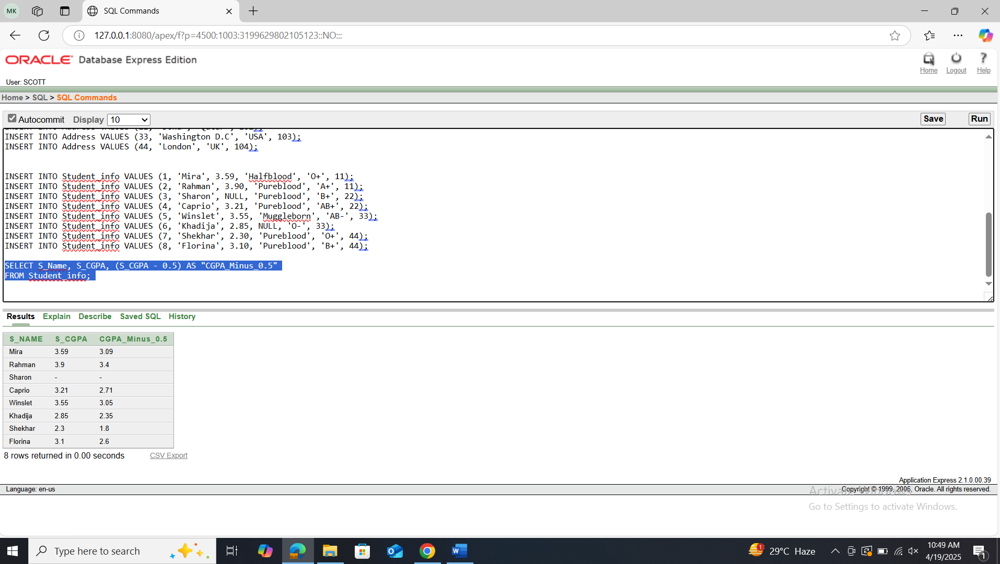 MK
SQL Commands
127.0.0.1:8080/apex/f?p=4500:1003:3199629802105123::NO:::
ORACLE Database Express Edition
Home Logout Help
User: SCOTT
Home > SQL > SQL Commands
Autocommit Display 10 Save Run
INSERT INTO Address VALUES (33, 'Washington D.C', 'USA', 103);
INSERT INTO Address VALUES (44, 'London', 'UK', 104);
INSERT INTO Student_info VALUES (1, 'Mira', 3.59, 'Halfblood', 'O+', 11);
INSERT INTO Student_info VALUES (2, 'Rahman', 3.90, 'Pureblood', 'A+', 11);
INSERT INTO Student_info VALUES (3, 'Sharon', NULL, 'Pureblood', 'B+', 22);
INSERT INTO Student_info VALUES (4, 'Caprio', 3.21, 'Pureblood', 'AB+', 22);
INSERT INTO Student_info VALUES (5, 'Winslet', 3.55, 'Muggleborn', 'AB-', 33);
INSERT INTO Student_info VALUES (6, 'Khadija', 2.85, NULL, 'O-', 33);
INSERT INTO Student_info VALUES (7, 'Shekhar', 2.30, 'Pureblood', 'O+', 44);
INSERT INTO Student_info VALUES (8, 'Florina', 3.10, 'Pureblood', 'B+', 44);
SELECT S_Name, S_CGPA, (S_CGPA - 0.5) AS "CGPA_Minus_0.5"
FROM Student_info;
Results Explain Describe Saved SQL History
S_NAME S_CGPA CGPA_Minus_0.5
Mira 3.59 3.09
Rahman 3.9 3.4
Sharon - -
Caprio 3.21 2.71
Winslet 3.55 3.05
Khadija 2.85 2.35
Shekhar 2.3 1.8
Florina 3.1 2.6
8 rows returned in 0.00 seconds CSV Export
Application Express 2.1.0.00.39
Language: en-us Copyright © 1999, 2006, Oracle. All rights reserved.
Activate Windows
Go to Settings to activate Windows.
Type here to search 1 29°C Haze 10:49 AM
4/19/2025 1